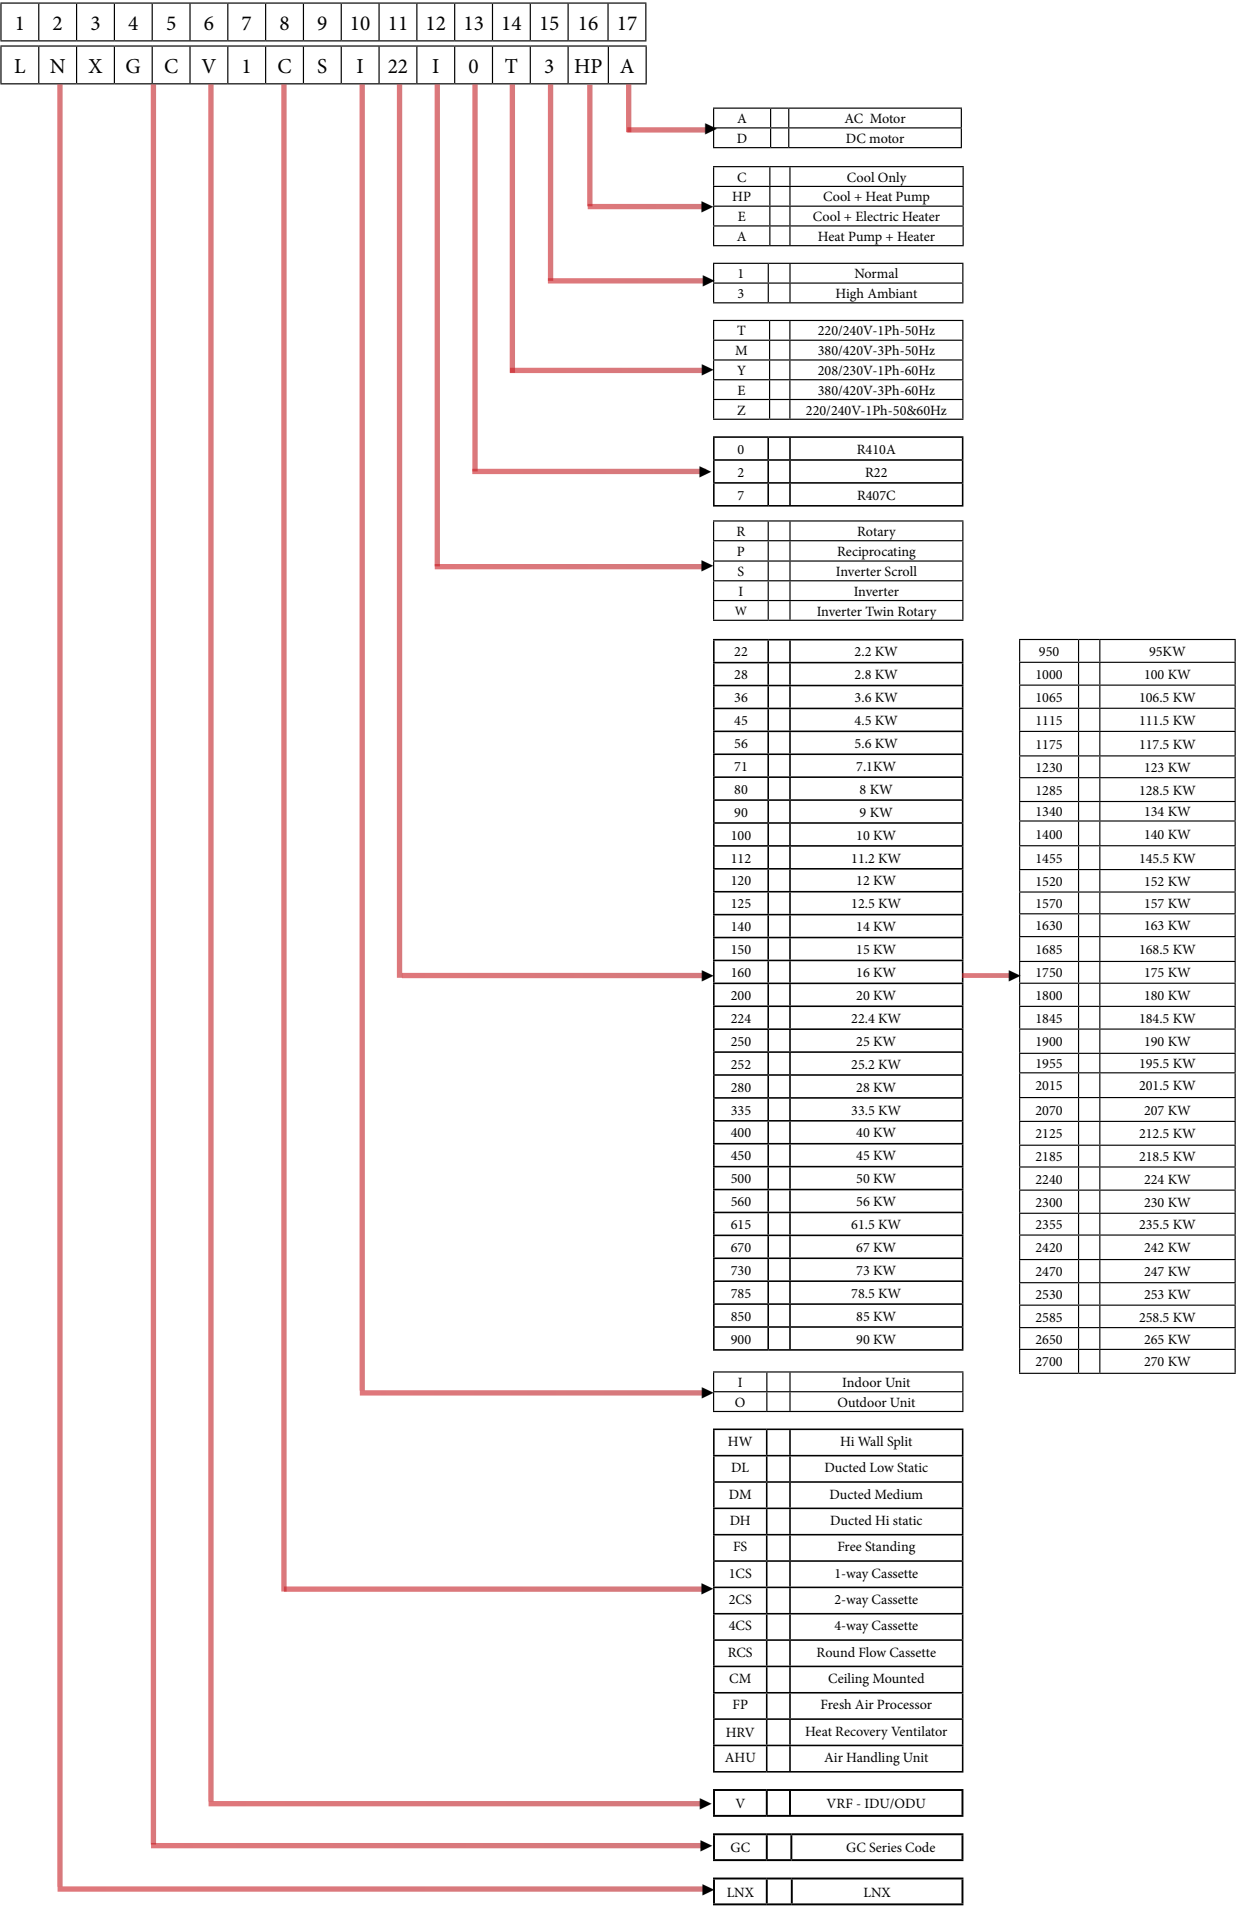 1 2 3 4 5 6 7 8 9 10 11 12 13 14 15 16 17
L N X G C V 1 C S I 22 I 0 T 3 HP A
A AC Motor
D DC motor
C Cool Only
HP Cool + Heat Pump
E Cool + Electric Heater
A Heat Pump + Heater
1 Normal
3 High Ambiant
T 220/240V-1Ph-50Hz
M 380/420V-3Ph-50Hz
Y 208/230V-1Ph-60Hz
E 380/420V-3Ph-60Hz
Z 220/240V-1Ph-50&60Hz
0 R410A
2 R22
7 R407C
R Rotary
P Reciprocating
S Inverter Scroll
I Inverter
W Inverter Twin Rotary
22 2.2 KW
28 2.8 KW
36 3.6 KW
45 4.5 KW
56 5.6 KW
71 7.1KW
80 8 KW
90 9 KW
100 10 KW
112 11.2 KW
120 12 KW
125 12.5 KW
140 14 KW
150 15 KW
160 16 KW
200 20 KW
224 22.4 KW
250 25 KW
252 25.2 KW
280 28 KW
335 33.5 KW
400 40 KW
450 45 KW
500 50 KW
560 56 KW
615 61.5 KW
670 67 KW
730 73 KW
785 78.5 KW
850 85 KW
900 90 KW
950 95KW
1000 100 KW
1065 106.5 KW
1115 111.5 KW
1175 117.5 KW
1230 123 KW
1285 128.5 KW
1340 134 KW
1400 140 KW
1455 145.5 KW
1520 152 KW
1570 157 KW
1630 163 KW
1685 168.5 KW
1750 175 KW
1800 180 KW
1845 184.5 KW
1900 190 KW
1955 195.5 KW
2015 201.5 KW
2070 207 KW
2125 212.5 KW
2185 218.5 KW
2240 224 KW
2300 230 KW
2355 235.5 KW
2420 242 KW
2470 247 KW
2530 253 KW
2585 258.5 KW
2650 265 KW
2700 270 KW
I Indoor Unit
O Outdoor Unit
HW Hi Wall Split
DL Ducted Low Static
DM Ducted Medium
DH Ducted Hi static
FS Free Standing
1CS 1-way Cassette
2CS 2-way Cassette
4CS 4-way Cassette
RCS Round Flow Cassette
CM Ceiling Mounted
FP Fresh Air Processor
HRV Heat Recovery Ventilator
AHU Air Handling Unit
V VRF - IDU/ODU
GC GC Series Code
LNX LNX